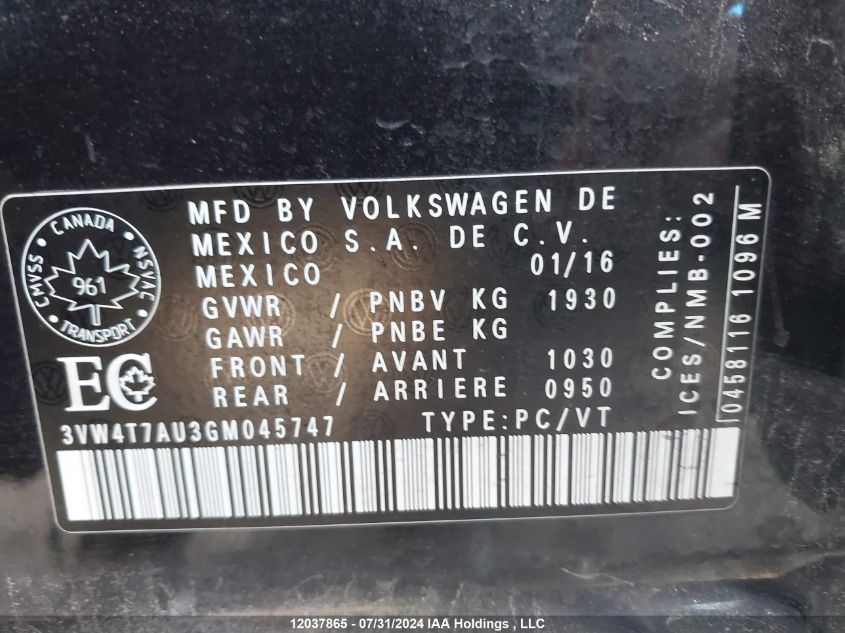 CANADA
CMVSS NSVAC
961
TRANSPORT
EC
MFD BY VOLKSWAGEN DE
MEXICO S.A. DE C.V.
MEXICO 01/16
GVWR / PNBV KG 1930
GAWR / PNBE KG
FRONT / AVANT 1030
REAR / ARRIERE 0950
3VW4T7AU3GM045747 TYPE:PC/VT
COMPLIES:
ICES/NMB-002
10458116 1096 M
12037865 - 07/31/2024 IAA Holdings , LLC